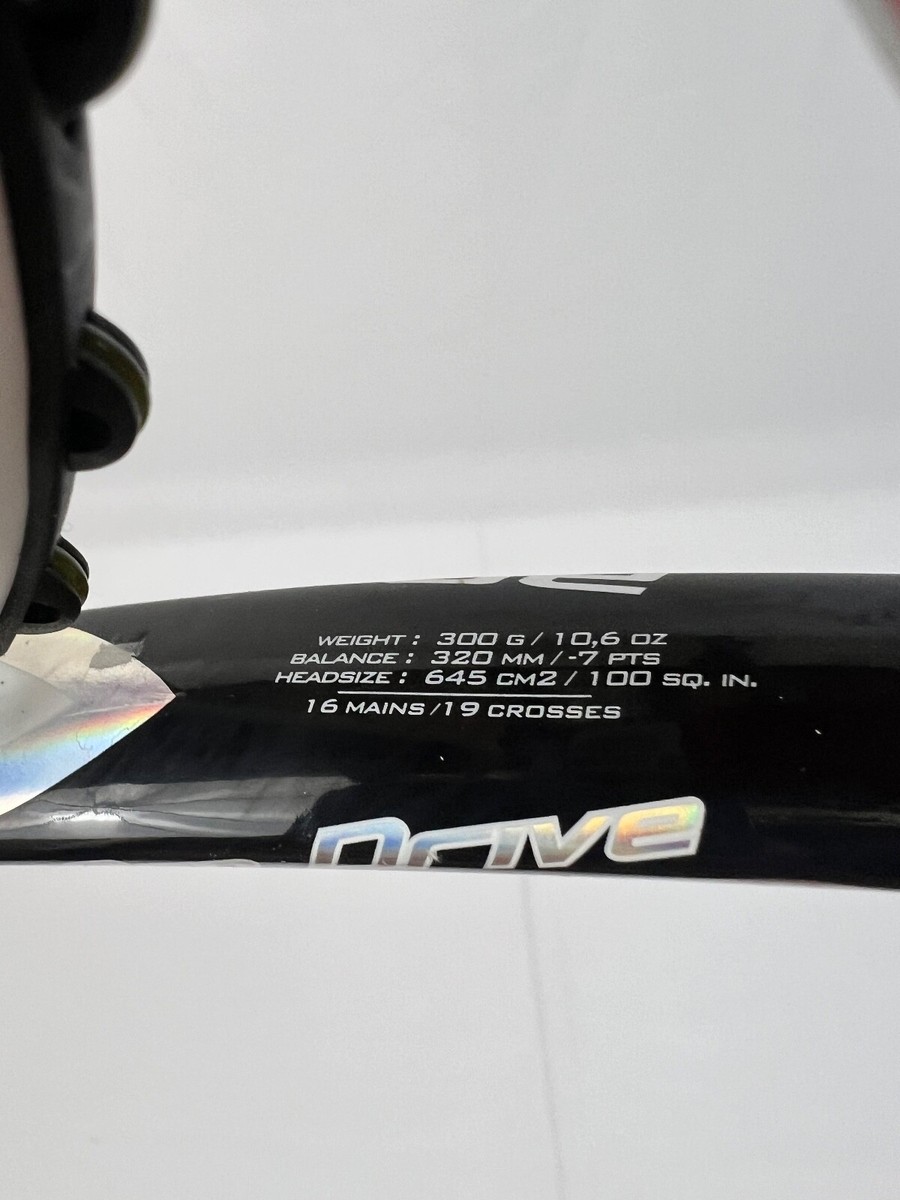 WEIGHT : 300 G / 10,6 OZ
BALANCE : 320 MM / -7 PTS
HEADSIZE : 645 CM2 / 100 SQ. IN.
16 MAINS /19 CROSSES
Drive